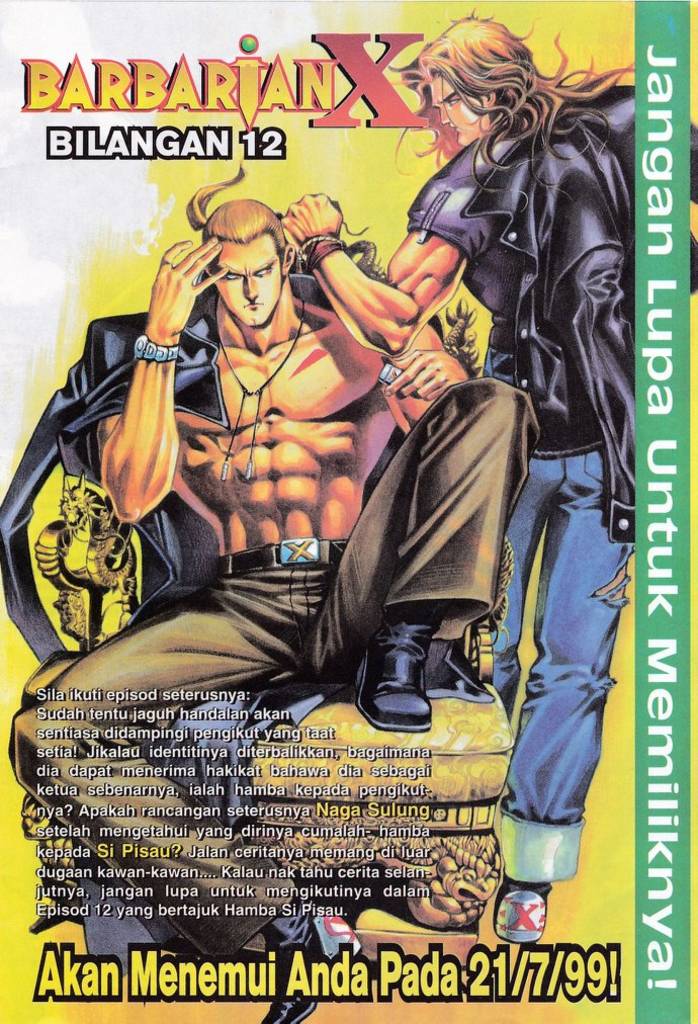 BARBARIAN X
BILANGAN 12
Jangan Lupa Untuk Memiliknya!
Sila ikuti episod seterusnya:
Sudah tentu jaguh handalan akan
sentiasa didampingi pengikut yang taat
setia! Jikalau identitinya diterbalikkan, bagaimana
dia dapat menerima hakikat bahawa dia sebagai
ketua sebenarnya, ialah hamba kepada pengikut-
nya? Apakah rancangan seterusnya Naga Sulung
setelah mengetahui yang dirinya cumalah- hamba
kepada Si Pisau? Jalan ceritanya memang di luar
dugaan kawan-kawan.... Kalau nak tahu cerita selan-
jutnya, jangan lupa untuk mengikutinya dalam
Episod 12 yang bertajuk Hamba Si Pisau.
Akan Menemui Anda Pada 21/7/99!
X
X